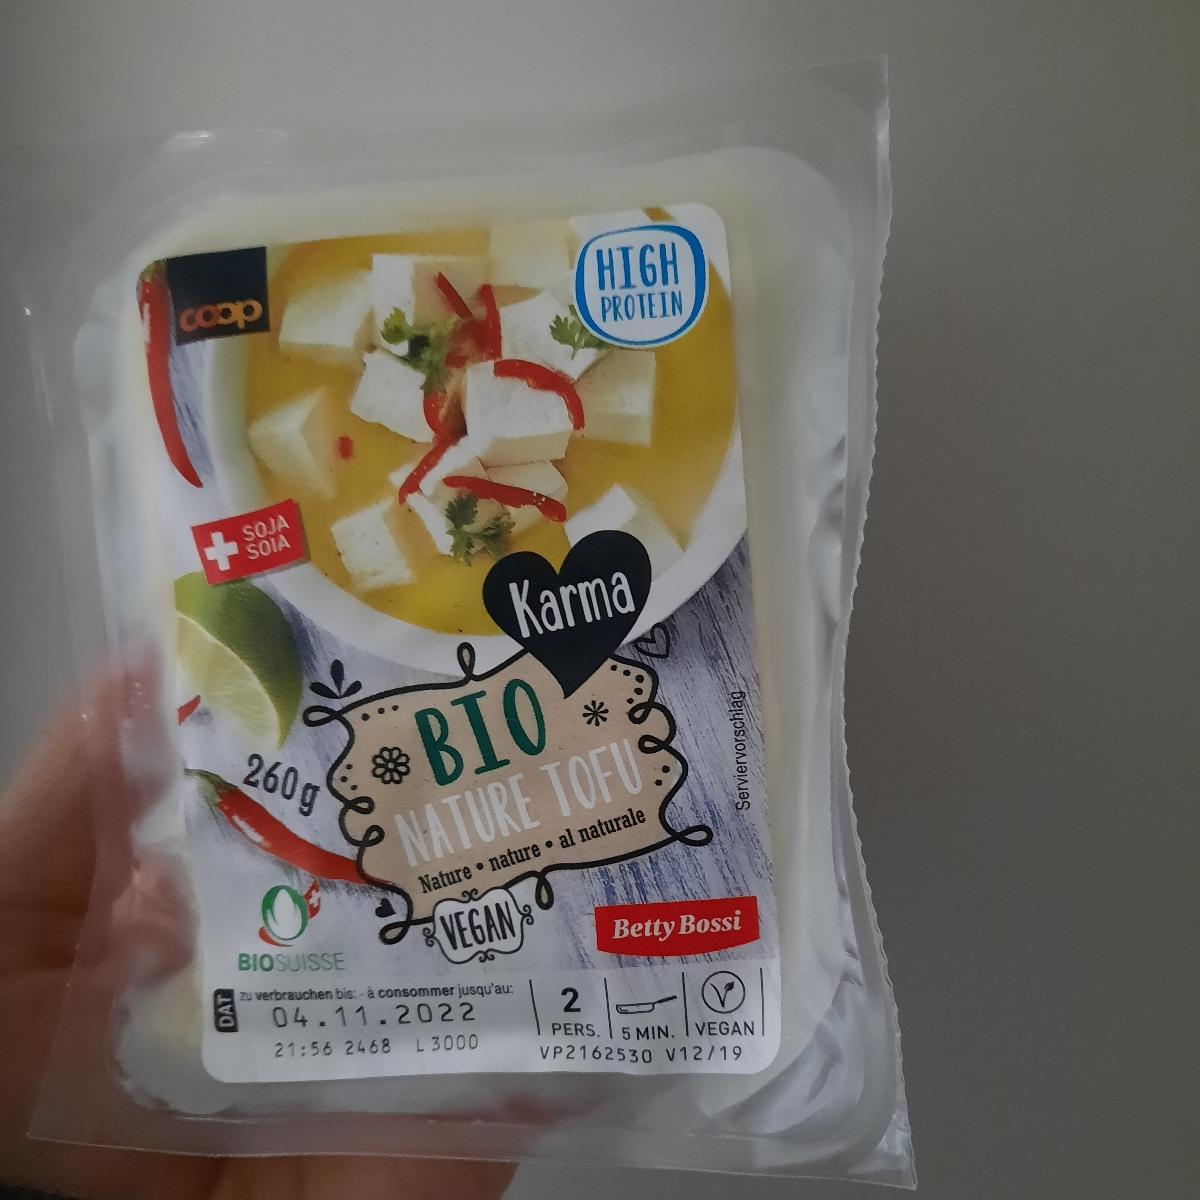 coop
HIGH
PROTEIN
SOJA
SOIA
Karma
BIO
NATURE TOFU
Nature • nature • al naturale
260g
Serviervorschlag
VEGAN
BIOSUISSE
Betty Bossi
DAT
zu verbrauchen bis: - à consommer jusqu'au:
04.11.2022
21:56 2468 L3000
2
PERS.
5 MIN.
VEGAN
VP2162530 V12/19